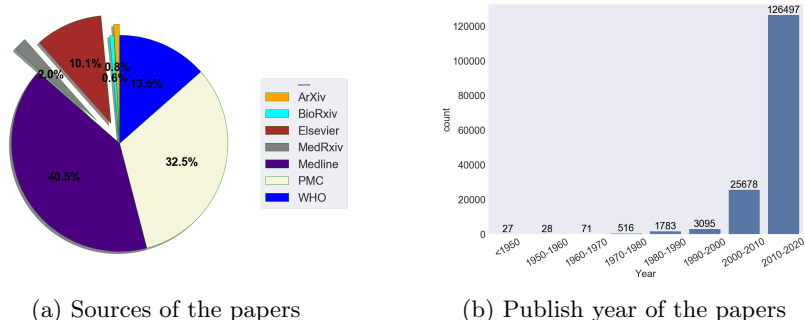 0.8%
0.6%
10.1%
2.0%
13.5%
40.5%
32.5%
ArXiv
BioRxiv
Elsevier
MedRxiv
Medline
PMC
WHO
(a) Sources of the papers
count
120000
100000
80000
60000
40000
20000
0
27
28
71
516
1783
3095
25678
126497
<1950
1950-1960
1960-1970
1970-1980
1980-1990
1990-2000
2000-2010
2010-2020
Year
(b) Publish year of the papers